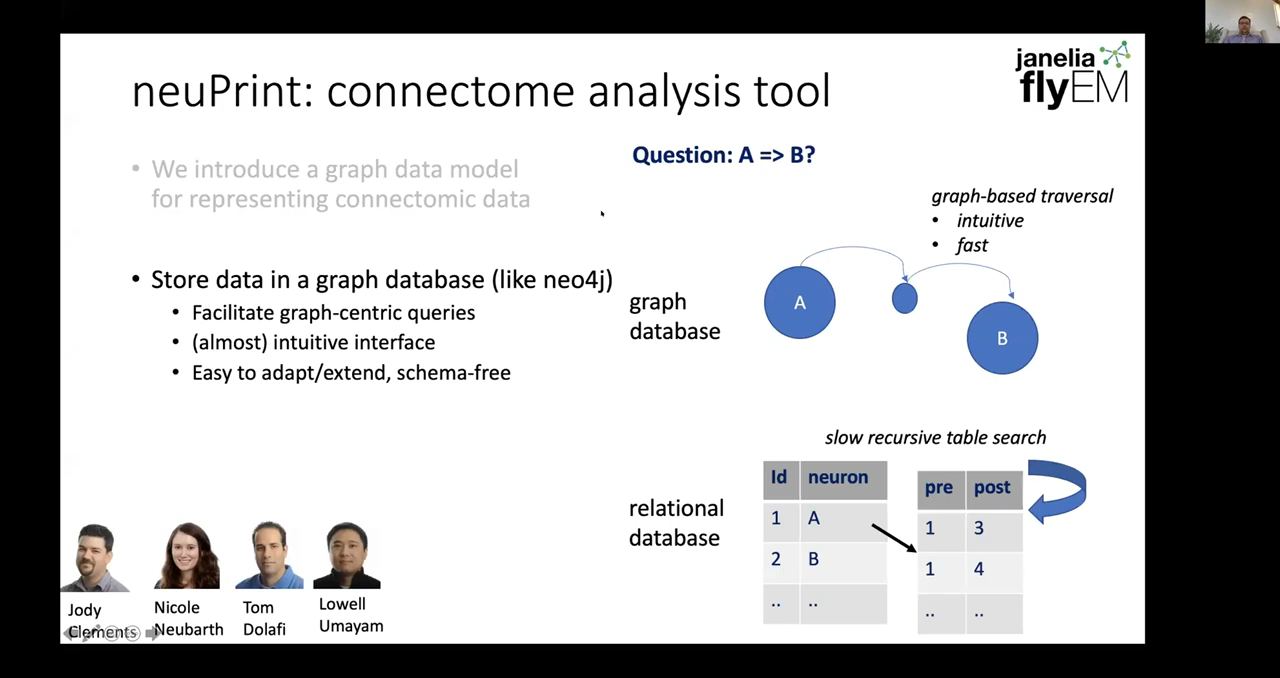 neuPrint: connectome analysis tool
janelia
flyEM
• We introduce a graph data model
for representing connectomic data
• Store data in a graph database (like neo4j)
• Facilitate graph-centric queries
• (almost) intuitive interface
• Easy to adapt/extend, schema-free
Question: A => B?
graph-based traversal
• intuitive
• fast
graph
database
A
B
slow recursive table search
relational
database
Id neuron
1 A
2 B
.. ..
pre post
1 3
1 4
.. ..
Jody
Clements
Nicole
Neubarth
Tom
Dolafi
Lowell
Umayam